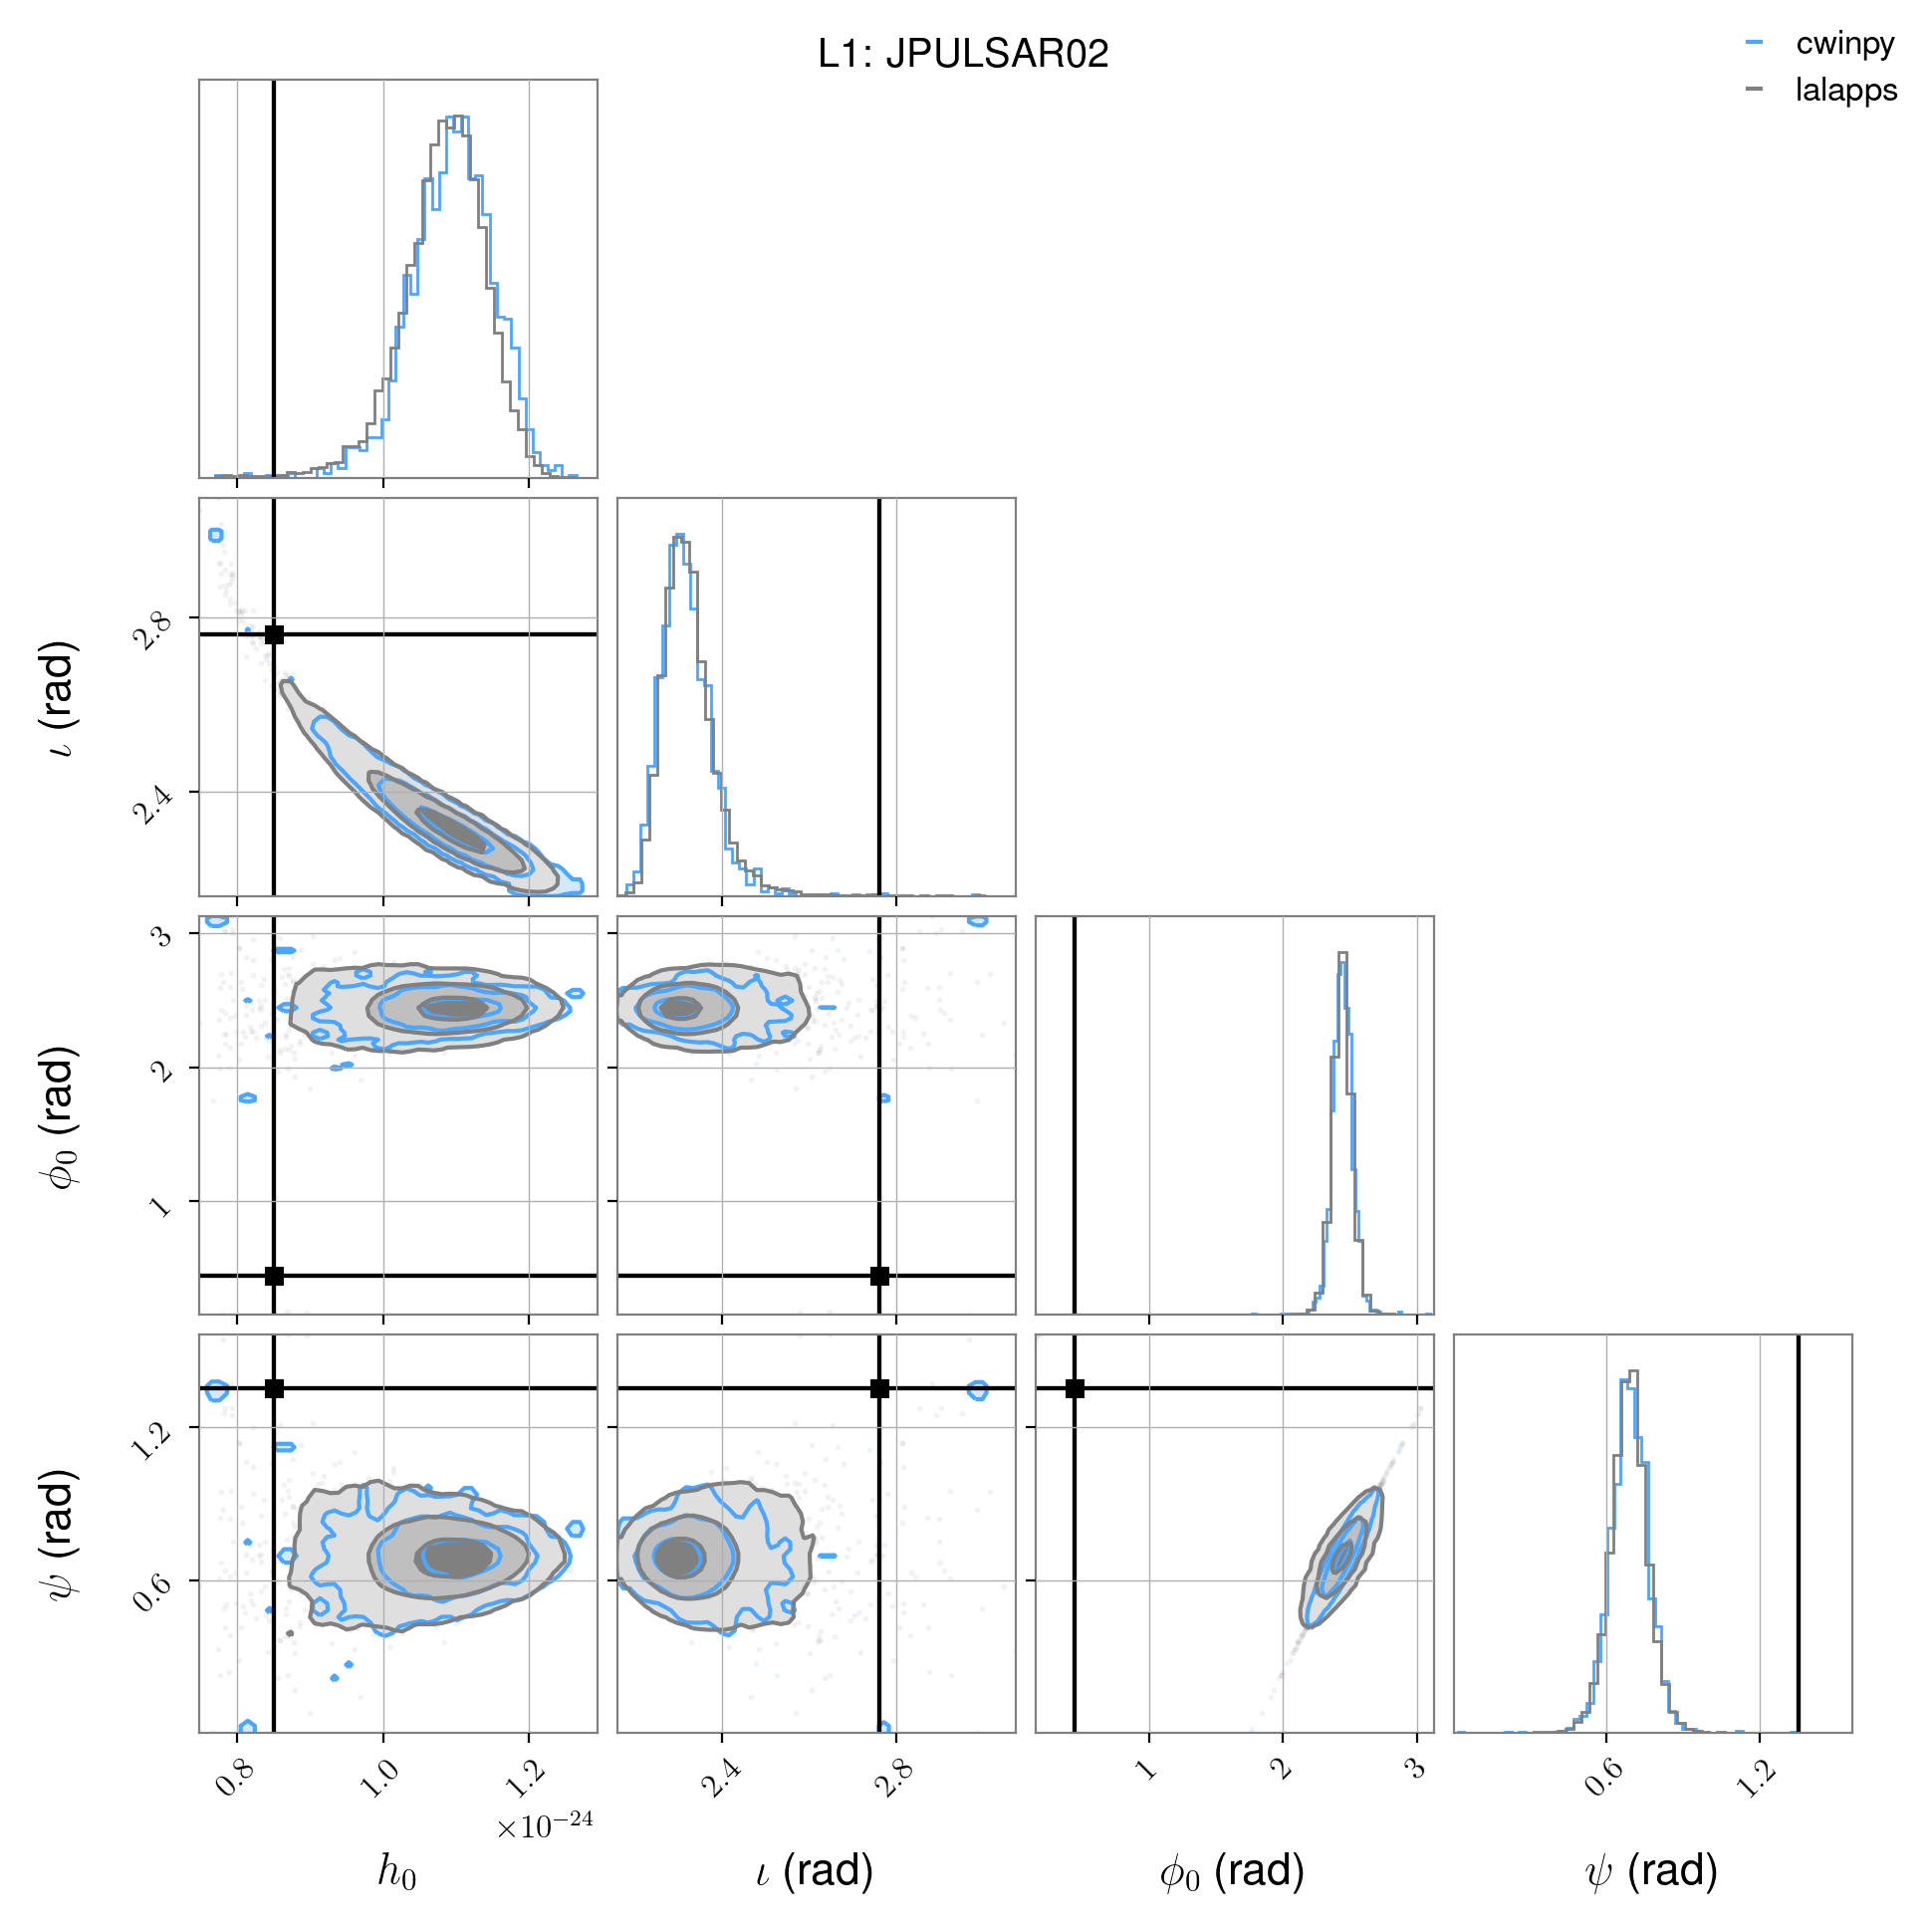 L1: JPULSAR02
cwinpy
lalapps
ι (rad)
2.8
2.4
ϕ₀ (rad)
3
2
1
ψ (rad)
1.2
0.6
0.8 1.0 1.2
×10⁻²⁴
2.4 2.8
1 2 3
0.6 1.2
h₀
ι (rad)
ϕ₀ (rad)
ψ (rad)